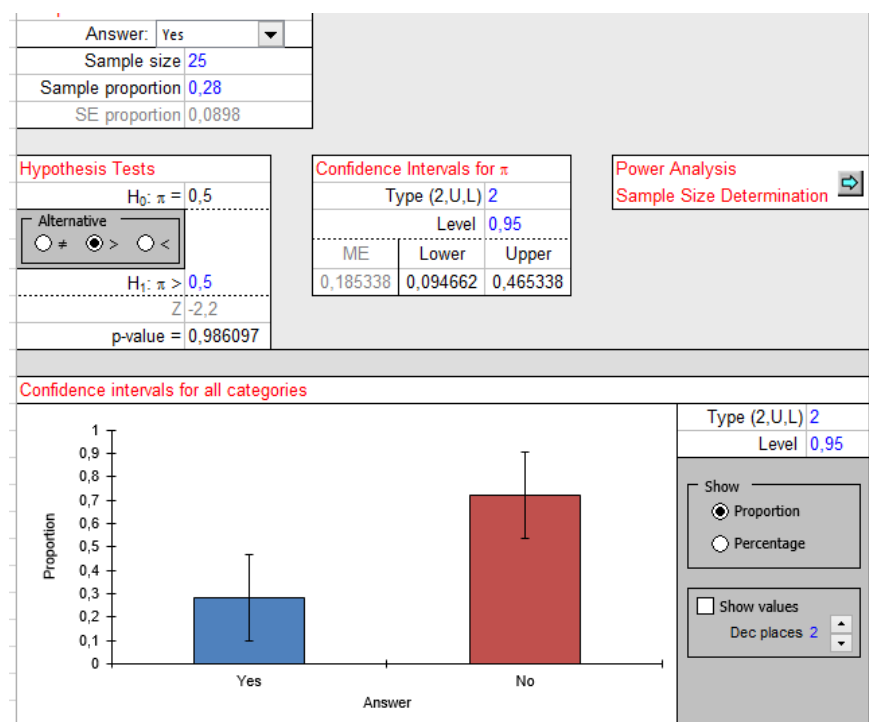 Answer: Yes
Sample size 25
Sample proportion 0,28
SE proportion 0,0898
Hypothesis Tests
H₀: π = 0,5
Alternative
≠ > <
H₁: π > 0,5
Z -2,2
p-value = 0,986097
Confidence Intervals for π
Type (2,U,L) 2
Level 0,95
ME Lower Upper
0,185338 0,094662 0,465338
Power Analysis
Sample Size Determination
Confidence intervals for all categories
1
0,9
0,8
0,7
0,6
0,5
0,4
0,3
0,2
0,1
0
Proportion
Yes No
Answer
Type (2,U,L) 2
Level 0,95
Show
Proportion
Percentage
Show values
Dec places 2